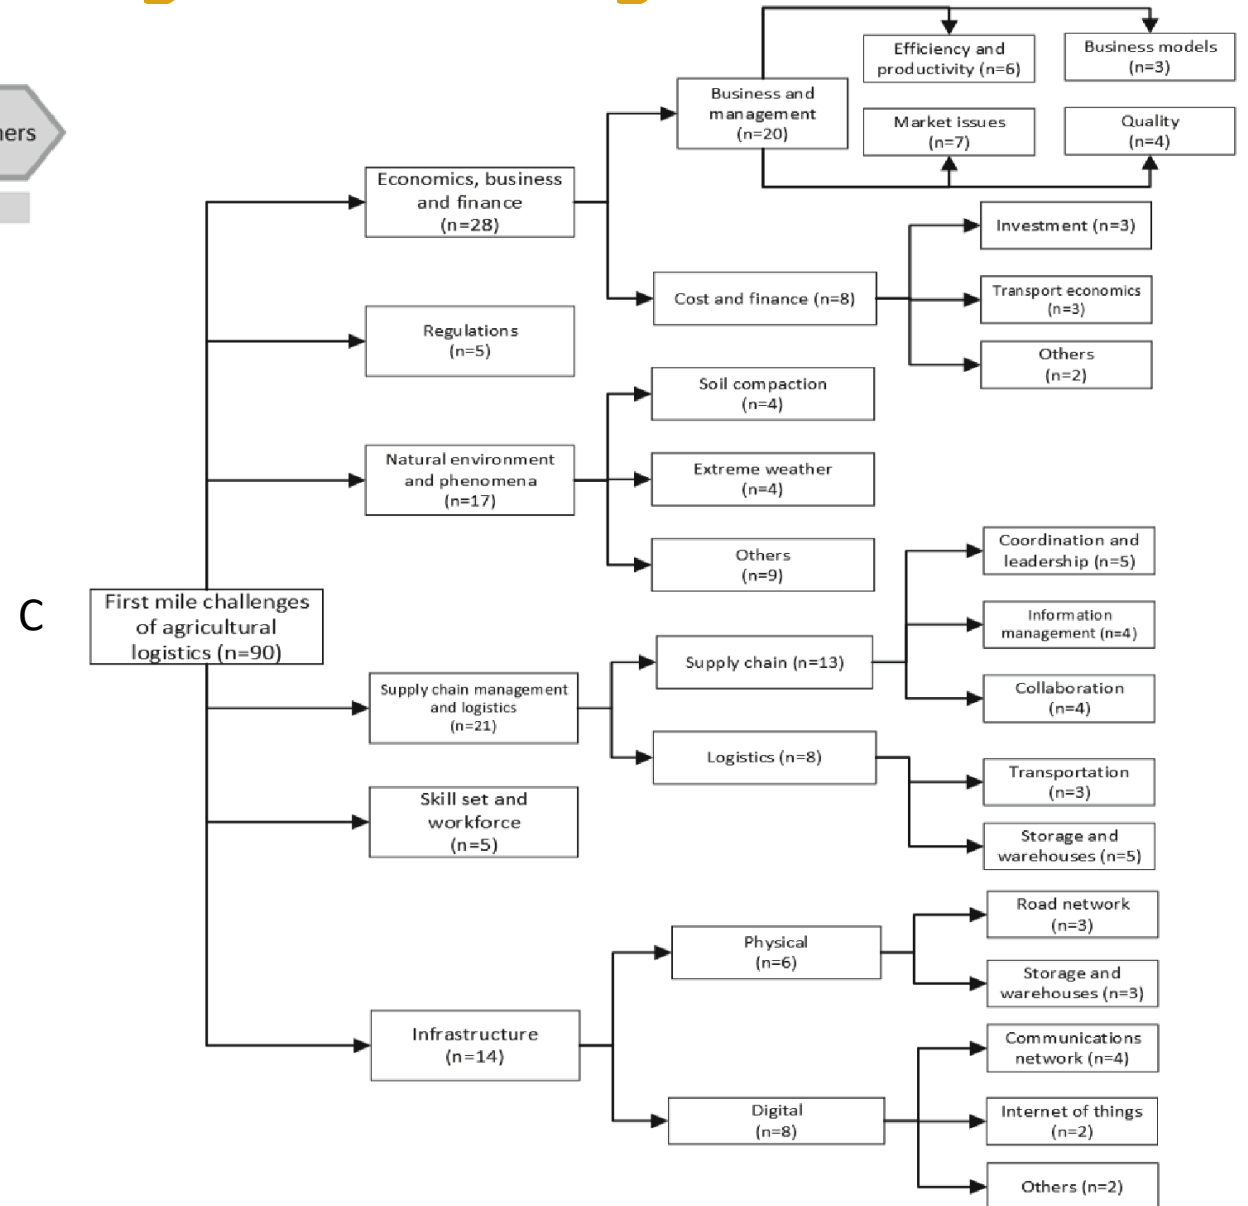 Efficiency and
productivity (n=6)
Business models
(n=3)
Business and
management
(n=20)
Market issues
(n=7)
Quality
(n=4)
Economics, business
and finance
(n=28)
Investment (n=3)
Cost and finance (n=8)
Transport economics
(n=3)
Others
(n=2)
Regulations
(n=5)
Soil compaction
(n=4)
Natural environment
and phenomena
(n=17)
Extreme weather
(n=4)
Others
(n=9)
C
First mile challenges
of agricultural
logistics (n=90)
Coordination and
leadership (n=5)
Information
management (n=4)
Supply chain (n=13)
Collaboration
(n=4)
Supply chain management
and logistics
(n=21)
Logistics (n=8)
Transportation
(n=3)
Storage and
warehouses (n=5)
Skill set and
workforce
(n=5)
Road network
(n=3)
Physical
(n=6)
Storage and
warehouses (n=3)
Infrastructure
(n=14)
Communications
network (n=4)
Digital
(n=8)
Internet of things
(n=2)
Others (n=2)